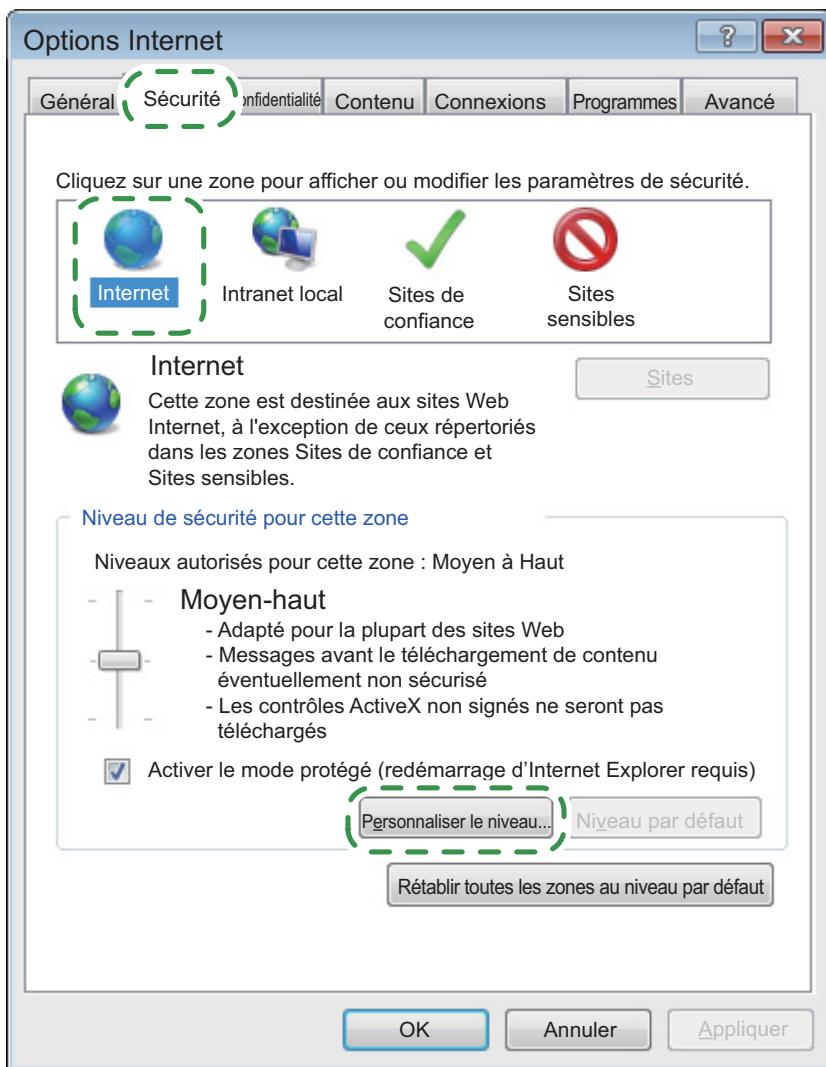 Options Internet
Général Sécurité onfidentialité Contenu Connexions Programmes Avancé
Cliquez sur une zone pour afficher ou modifier les paramètres de sécurité.
Internet
Intranet local
Sites de
confiance
Sites
sensibles
Internet
Sites
Cette zone est destinée aux sites Web
Internet, à l'exception de ceux répertoriés
dans les zones Sites de confiance et
Sites sensibles.
Niveau de sécurité pour cette zone
Niveaux autorisés pour cette zone : Moyen à Haut
Moyen-haut
- Adapté pour la plupart des sites Web
- Messages avant le téléchargement de contenu
éventuellement non sécurisé
- Les contrôles ActiveX non signés ne seront pas
téléchargés
Activer le mode protégé (redémarrage d’Internet Explorer requis)
Personnaliser le niveau... Niveau par défaut
Rétablir toutes les zones au niveau par défaut
OK Annuler Appliquer